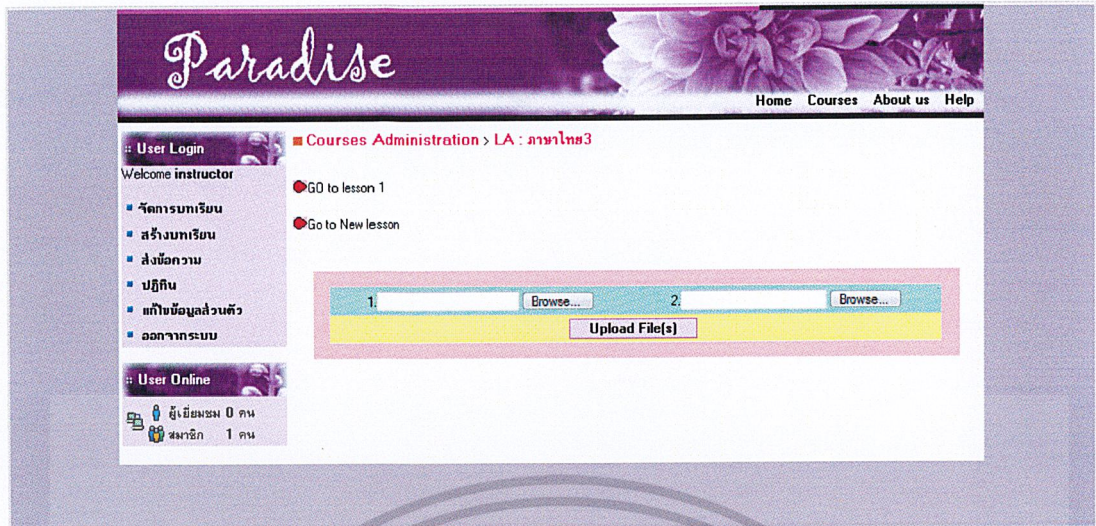 Paradise
Home Courses About us Help
:: User Login
Welcome instructor
จัดการบทเรียน
สร้างบทเรียน
ส่งข้อความ
ปฏิทิน
แก้ไขข้อมูลส่วนตัว
ออกจากระบบ
:: User Online
ผู้เยี่ยมชม 0 คน
สมาชิก 1 คน
Courses Administration > LA : ภาษาไทย3
GO to lesson 1
Go to New lesson
1. Browse... 2. Browse...
Upload File(s)